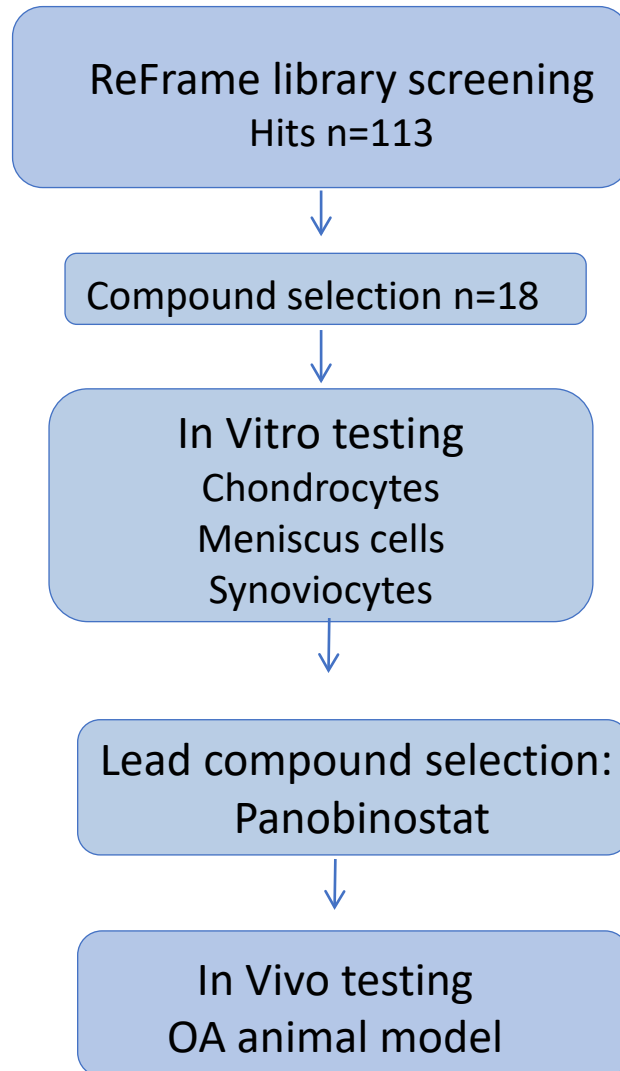 ReFrame library screening
Hits n=113
Compound selection n=18
In Vitro testing
Chondrocytes
Meniscus cells
Synoviocytes
Lead compound selection:
Panobinostat
In Vivo testing
OA animal model